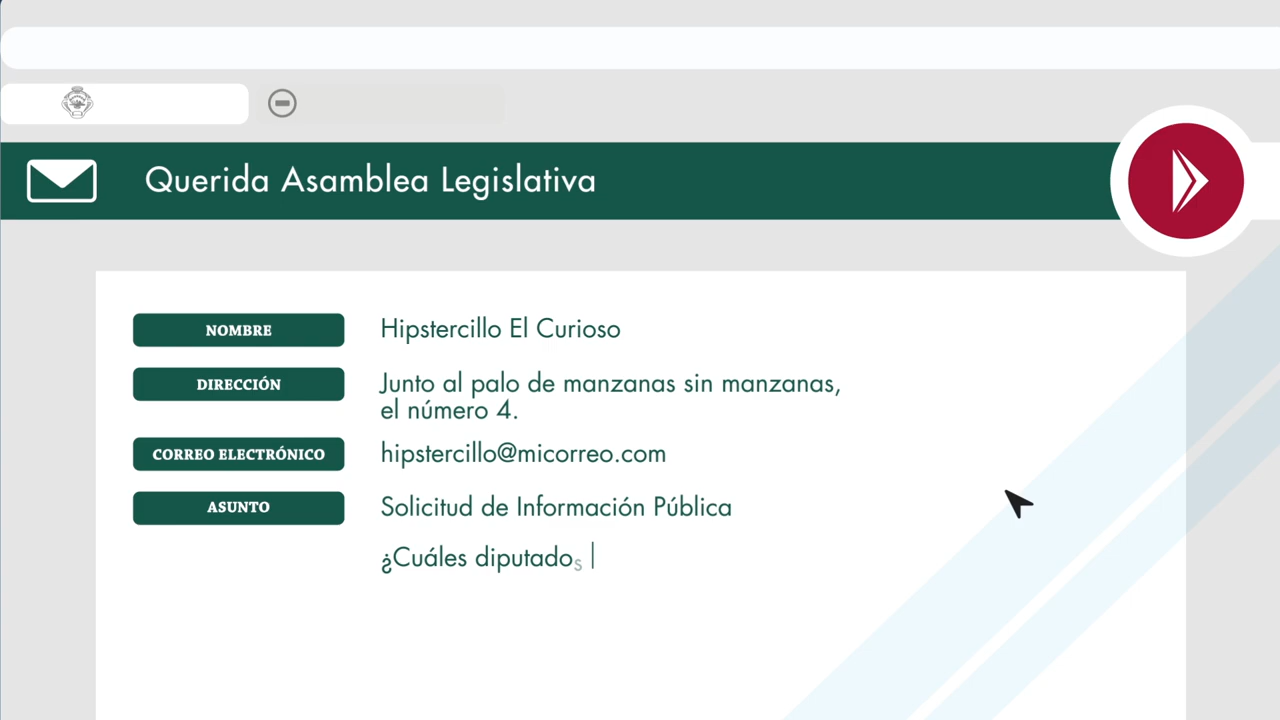 Querida Asamblea Legislativa
NOMBRE
Hipstercillo El Curioso
DIRECCIÓN
Junto al palo de manzanas sin manzanas,
el número 4.
CORREO ELECTRÓNICO
hipstercillo@micorreo.com
ASUNTO
Solicitud de Información Pública
¿Cuáles diputados